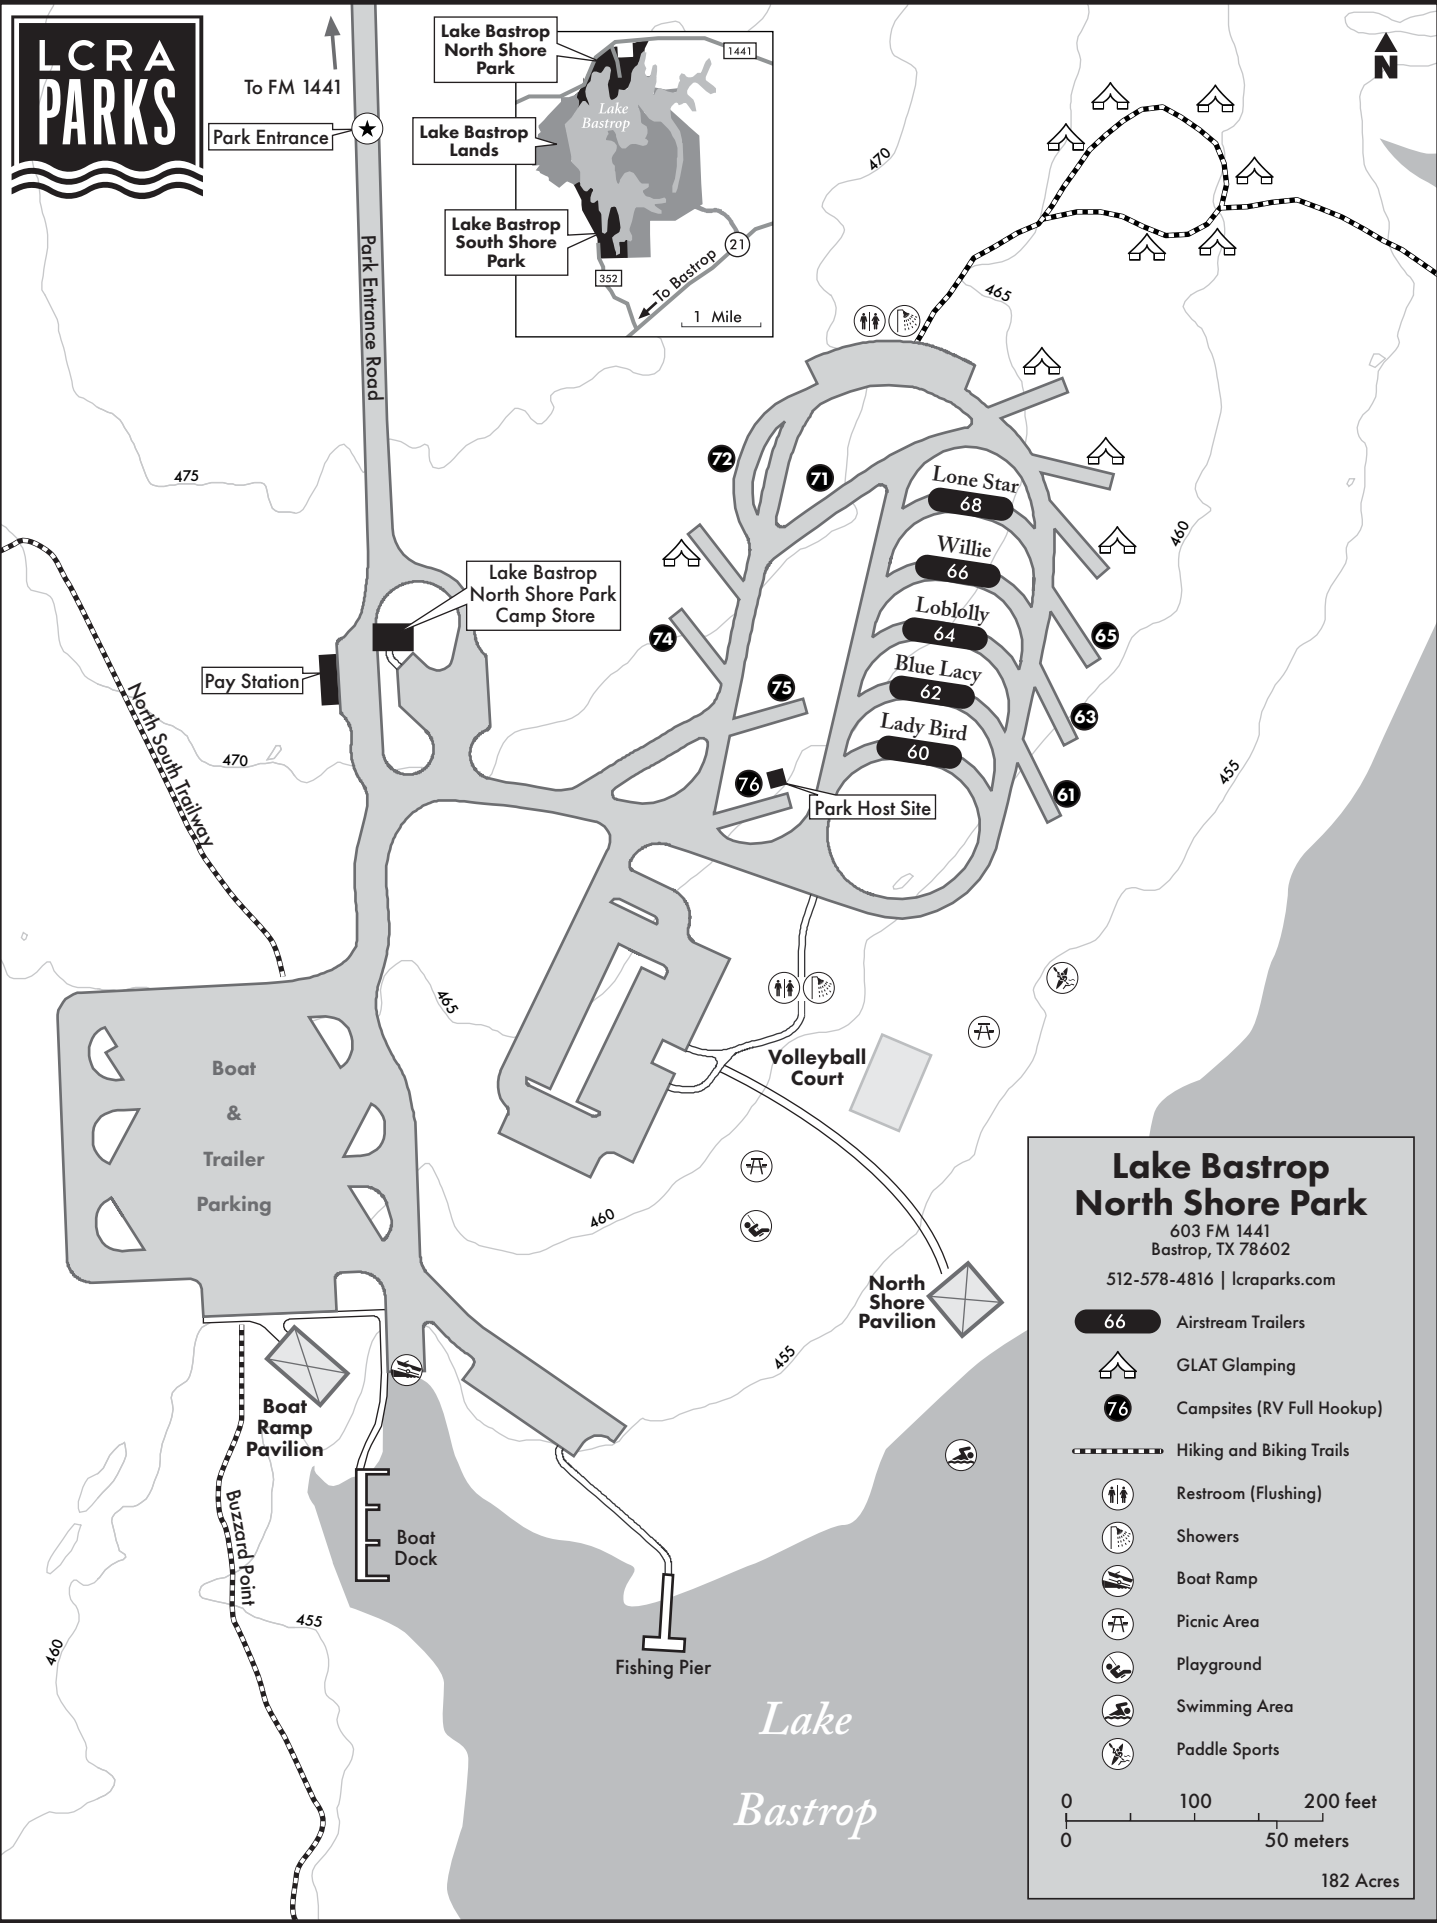 LCRA
PARKS
To FM 1441
Park Entrance
Park Entrance Road
Lake Bastrop
North Shore
Park
Lake Bastrop
Lands
Lake Bastrop
South Shore
Park
1441
Lake
Bastrop
21
352
To Bastrop
1 Mile
N
470
465
475
460
455
72
71
Lone Star
68
Willie
66
Loblolly
64
Blue Lacy
62
Lady Bird
60
74
75
76
65
63
61
Park Host Site
Lake Bastrop
North Shore Park
Camp Store
Pay Station
North South Trailway
470
465
Boat
&
Trailer
Parking
Volleyball
Court
460
North
Shore
Pavilion
455
Boat
Ramp
Pavilion
Buzzard Point
Boat
Dock
455
460
Fishing Pier
Lake
Bastrop
Lake Bastrop
North Shore Park
603 FM 1441
Bastrop, TX 78602
512-578-4816 | lcraparks.com
66 Airstream Trailers
GLAT Glamping
76 Campsites (RV Full Hookup)
Hiking and Biking Trails
Restroom (Flushing)
Showers
Boat Ramp
Picnic Area
Playground
Swimming Area
Paddle Sports
0 100 200 feet
0 50 meters
182 Acres